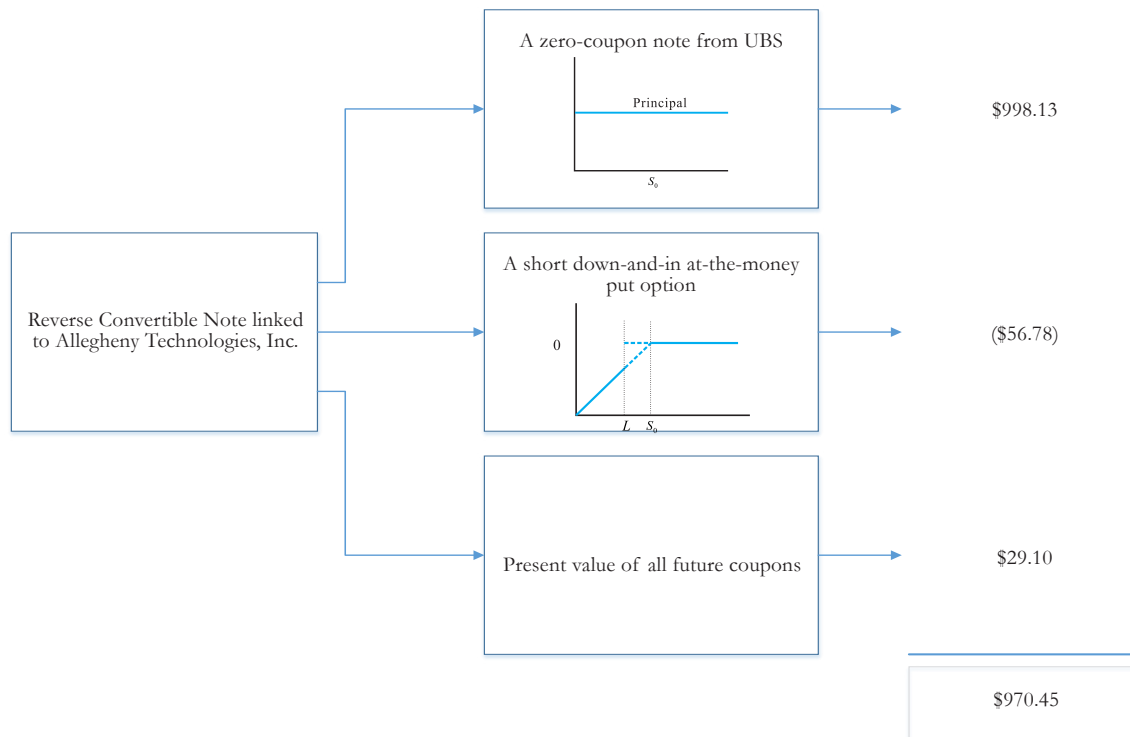 A zero-coupon note from UBS
Principal
S₀
$998.13
Reverse Convertible Note linked
to Allegheny Technologies, Inc.
A short down-and-in at-the-money
put option
0
L S₀
($56.78)
Present value of all future coupons
$29.10
$970.45